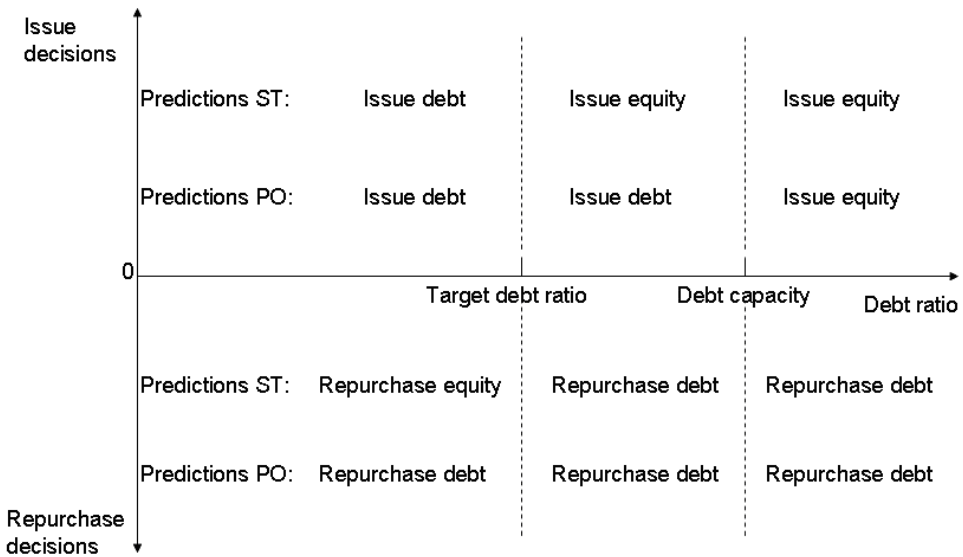 Issue
decisions
Predictions ST: Issue debt Issue equity Issue equity
Predictions PO: Issue debt Issue debt Issue equity
0
Target debt ratio Debt capacity Debt ratio
Predictions ST: Repurchase equity Repurchase debt Repurchase debt
Predictions PO: Repurchase debt Repurchase debt Repurchase debt
Repurchase
decisions